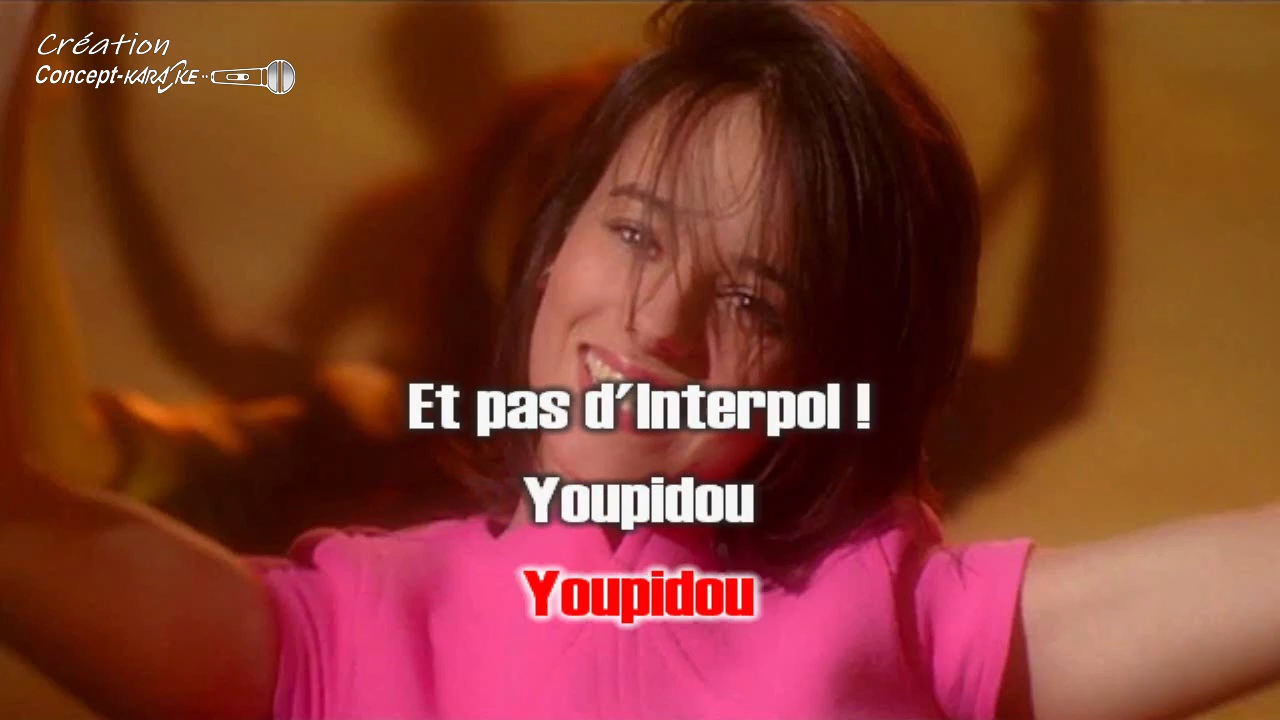 Création
Concept-KARAOKE
Et pas d'Interpol !
Youpidou
Youpidou